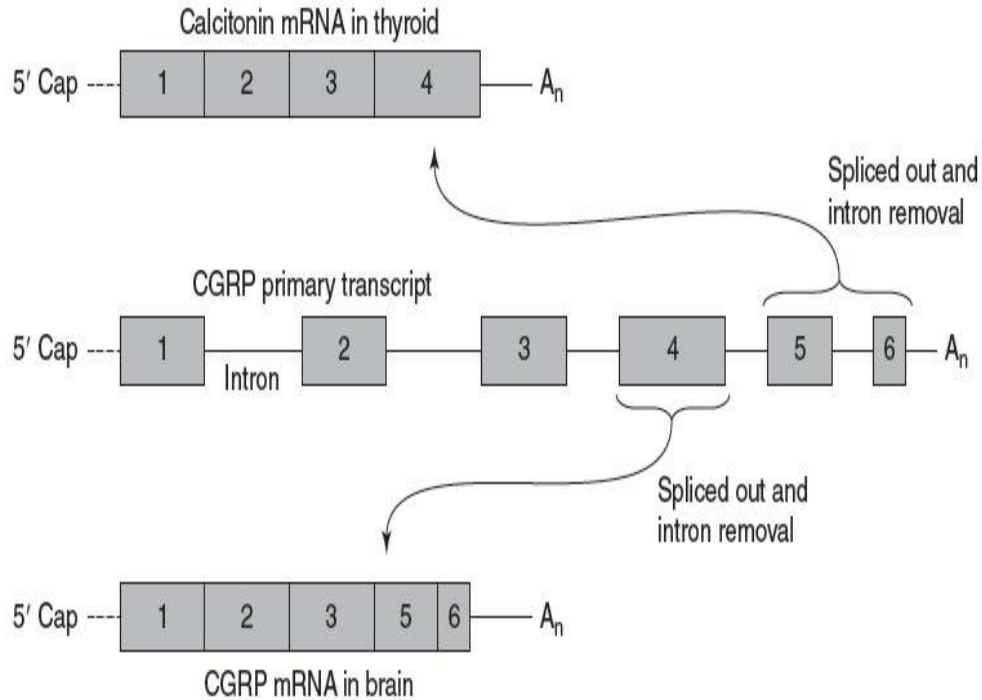 Calcitonin mRNA in thyroid
5′ Cap 1 2 3 4 An
Spliced out and
intron removal
CGRP primary transcript
5′ Cap 1 2 3 4 5 6 An
Intron
Spliced out and
intron removal
5′ Cap 1 2 3 5 6 An
CGRP mRNA in brain